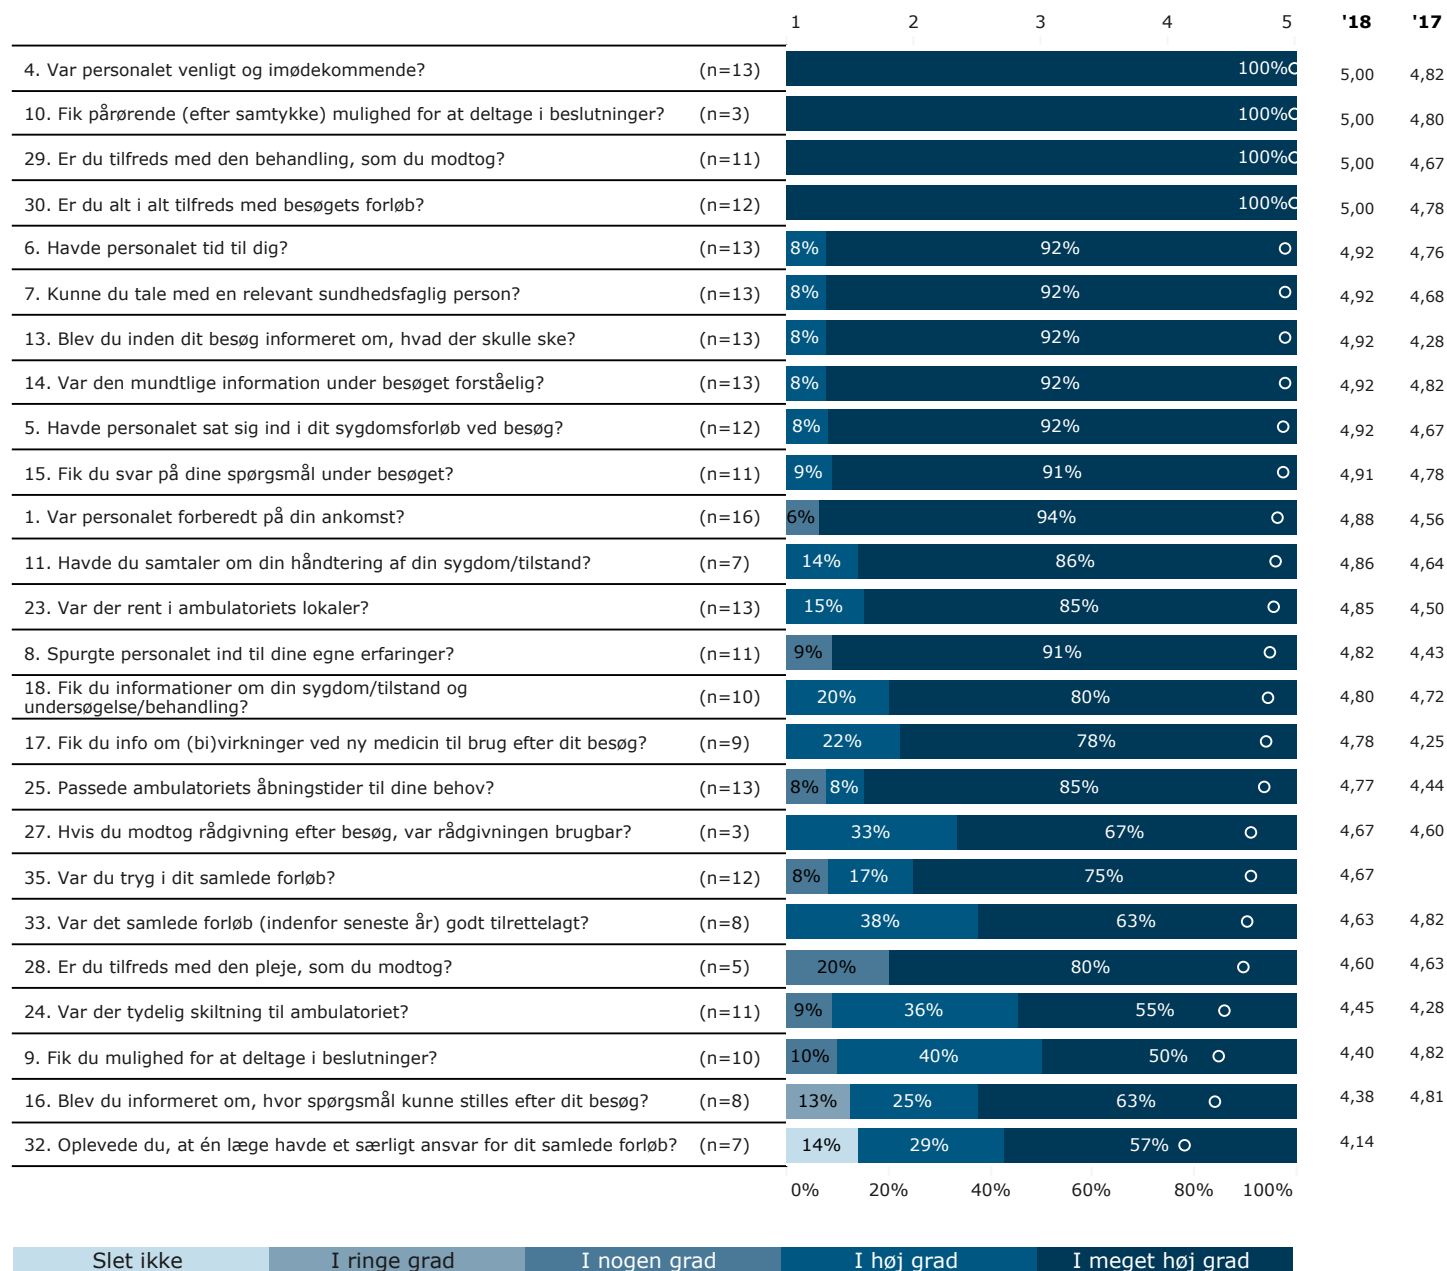 1 2 3 4 5 '18 '17
4. Var personalet venligt og imødekommende? (n=13) 100% 5,00 4,82
10. Fik pårørende (efter samtykke) mulighed for at deltage i beslutninger? (n=3) 100% 5,00 4,80
29. Er du tilfreds med den behandling, som du modtog? (n=11) 100% 5,00 4,67
30. Er du alt i alt tilfreds med besøgets forløb? (n=12) 100% 5,00 4,78
6. Havde personalet tid til dig? (n=13) 8% 92% 4,92 4,76
7. Kunne du tale med en relevant sundhedsfaglig person? (n=13) 8% 92% 4,92 4,68
13. Blev du inden dit besøg informeret om, hvad der skulle ske? (n=13) 8% 92% 4,92 4,28
14. Var den mundtlige information under besøget forståelig? (n=13) 8% 92% 4,92 4,82
5. Havde personalet sat sig ind i dit sygdomsforløb ved besøg? (n=12) 8% 92% 4,92 4,67
15. Fik du svar på dine spørgsmål under besøget? (n=11) 9% 91% 4,91 4,78
1. Var personalet forberedt på din ankomst? (n=16) 6% 94% 4,88 4,56
11. Havde du samtaler om din håndtering af din sygdom/tilstand? (n=7) 14% 86% 4,86 4,64
23. Var der rent i ambulatoriets lokaler? (n=13) 15% 85% 4,85 4,50
8. Spurgte personalet ind til dine egne erfaringer? (n=11) 9% 91% 4,82 4,43
18. Fik du informationer om din sygdom/tilstand og
undersøgelse/behandling? (n=10) 20% 80% 4,80 4,72
17. Fik du info om (bi)virkninger ved ny medicin til brug efter dit besøg? (n=9) 22% 78% 4,78 4,25
25. Passede ambulatoriets åbningstider til dine behov? (n=13) 8% 8% 85% 4,77 4,44
27. Hvis du modtog rådgivning efter besøg, var rådgivningen brugbar? (n=3) 33% 67% 4,67 4,60
35. Var du tryg i dit samlede forløb? (n=12) 8% 17% 75% 4,67
33. Var det samlede forløb (indenfor seneste år) godt tilrettelagt? (n=8) 38% 63% 4,63 4,82
28. Er du tilfreds med den pleje, som du modtog? (n=5) 20% 80% 4,60 4,63
24. Var der tydelig skiltning til ambulatoriet? (n=11) 9% 36% 55% 4,45 4,28
9. Fik du mulighed for at deltage i beslutninger? (n=10) 10% 40% 50% 4,40 4,82
16. Blev du informeret om, hvor spørgsmål kunne stilles efter dit besøg? (n=8) 13% 25% 63% 4,38 4,81
32. Oplevede du, at én læge havde et særligt ansvar for dit samlede forløb? (n=7) 14% 29% 57% 4,14
0% 20% 40% 60% 80% 100%
Slet ikke I ringe grad I nogen grad I høj grad I meget høj grad